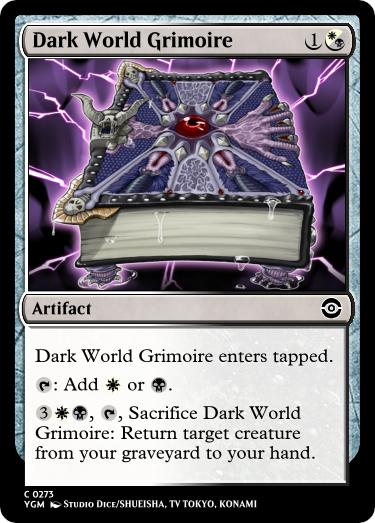 Dark World Grimoire 1
Artifact
Dark World Grimoire enters tapped.
: Add or .
3 , , Sacrifice Dark World
Grimoire: Return target creature
from your graveyard to your hand.
C 0273
YGM Studio Dice/SHUEISHA, TV TOKYO, KONAMI